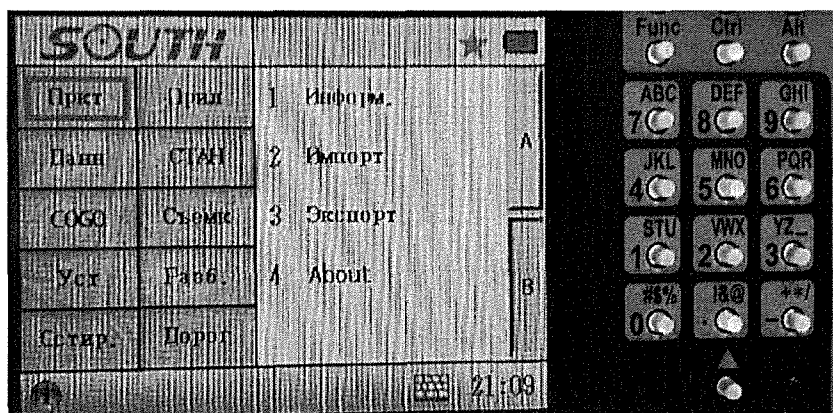 SOUTH
Пркт Прил 1 Информ.
Данн СТАН 2 Импорт
COGO Съемк 3 Экспорт
Уст Разб. 4 About
Дорог
A
B
21:09
Func Ctrl Alt
ABC DEF GHI
7 8 9
JKL MNO PQR
4 5 6
STU VWX YZ_
1 2 3
#$% !&@ +*/
0 . -